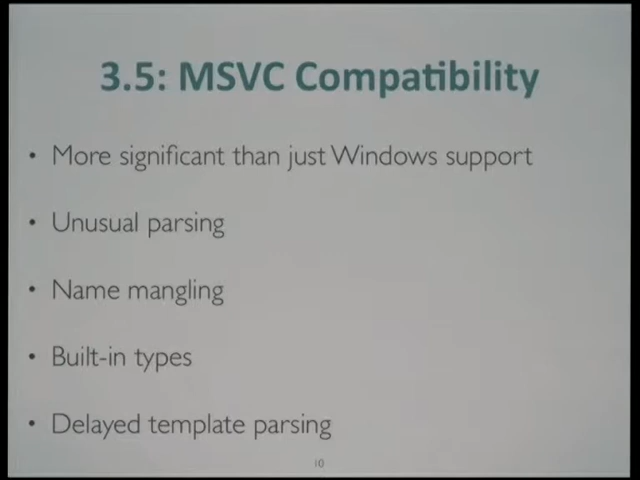 3.5: MSVC Compatibility
• More significant than just Windows support
• Unusual parsing
• Name mangling
• Built-in types
• Delayed template parsing
10